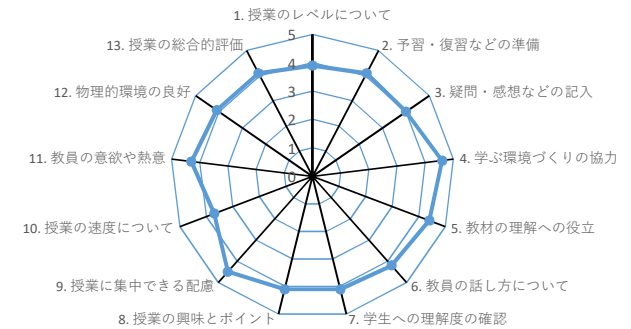 1. 授業のレベルについて
2. 予習・復習などの準備
3. 疑問・感想などの記入
4. 学ぶ環境づくりの協力
5. 教材の理解への役立
6. 教員の話し方について
7. 学生への理解度の確認
8. 授業の興味とポイント
9. 授業に集中できる配慮
10. 授業の速度について
11. 教員の意欲や熱意
12. 物理的環境の良好
13. 授業の総合的評価
5
4
3
2
1
0